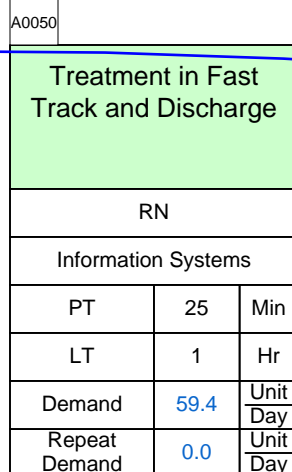 A0050
Treatment in Fast
Track and Discharge
RN
Information Systems
PT 25 Min
LT 1 Hr
Demand 59.4 Unit
Day
Repeat
Demand 0.0 Unit
Day